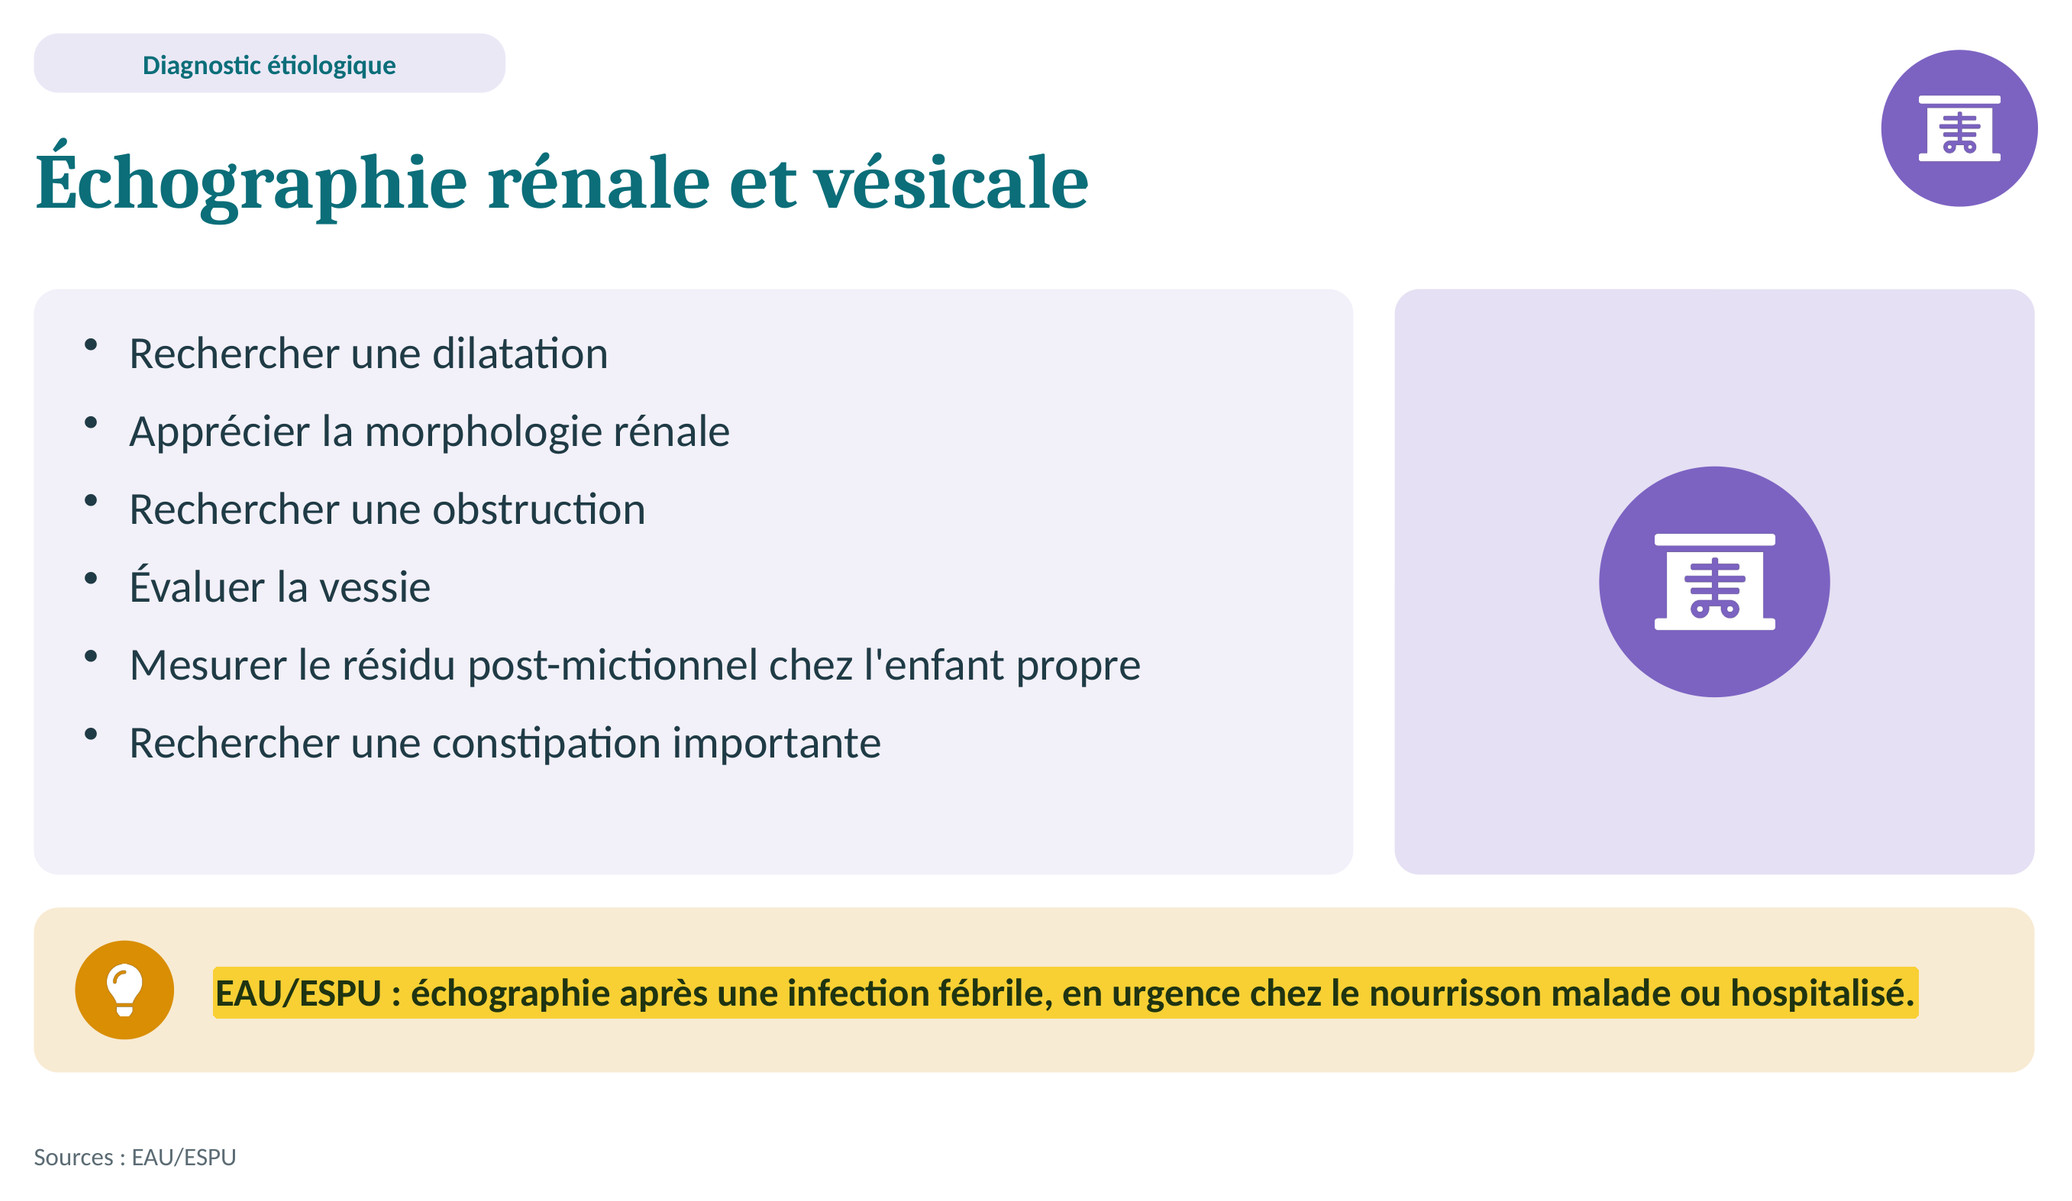 Diagnostic étiologique
Échographie rénale et vésicale
• Rechercher une dilatation
• Apprécier la morphologie rénale
• Rechercher une obstruction
• Évaluer la vessie
• Mesurer le résidu post-mictionnel chez l'enfant propre
• Rechercher une constipation importante
EAU/ESPU : échographie après une infection fébrile, en urgence chez le nourrisson malade ou hospitalisé.
Sources : EAU/ESPU